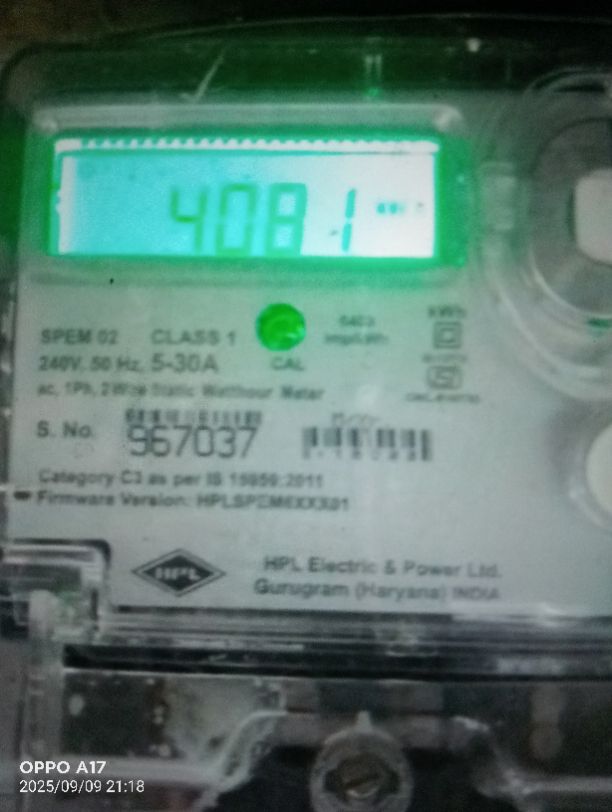 408.1
SPEM 02 CLASS 1
240V, 50 Hz, 5-30A
CAL
kWh
ac, 1Ph, 2Wire Static Watthour Meter
S. No. 967037
Category C3 as per IS 15959:2011
Firmware Version:
HPL
HPL Electric & Power Ltd.
Gurugram (Haryana) INDIA
OPPO A17
2025/09/09 21:18